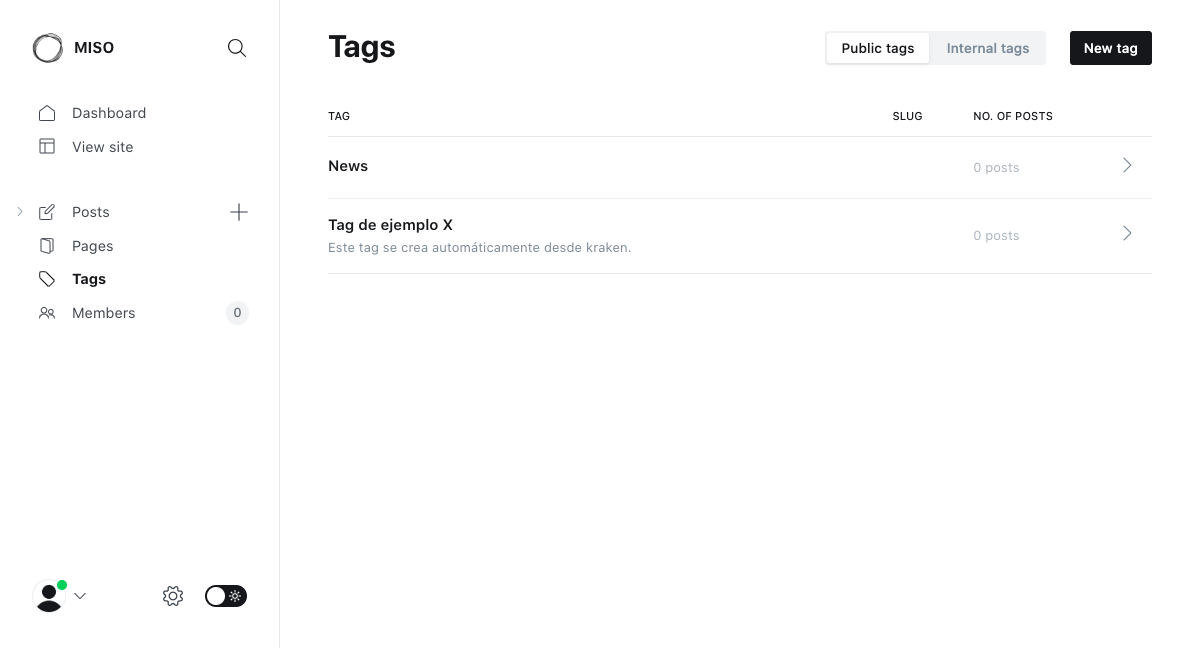 MISO
Dashboard
View site
Posts
Pages
Tags
Members
0
Tags
Public tags
Internal tags
New tag
TAG
SLUG
NO. OF POSTS
News
0 posts
Tag de ejemplo X
Este tag se crea automáticamente desde kraken.
0 posts